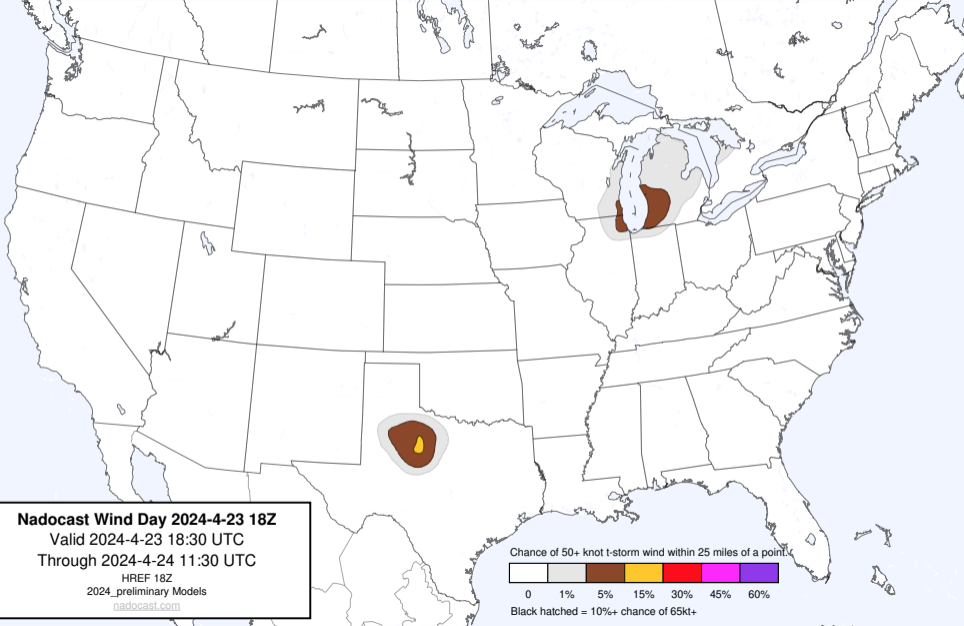 Nadocast Wind Day 2024-4-23 18Z
Valid 2024-4-23 18:30 UTC
Through 2024-4-24 11:30 UTC
HREF 18Z
2024_preliminary Models
nadocast.com
Chance of 50+ knot t-storm wind within 25 miles of a point.
0 1% 5% 15% 30% 45% 60%
Black hatched = 10%+ chance of 65kt+